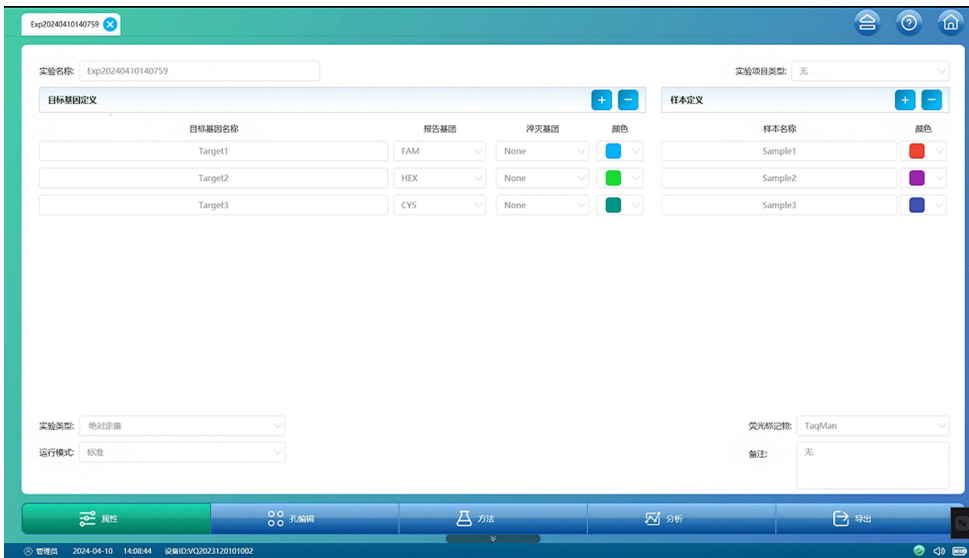 Exp20240410140759
实验名称: Exp20240410140759 实验项目类型: 无
目标基因定义 + − 样本定义 + −
目标基因名称 报告基团 淬灭基团 颜色 样本名称 颜色
Target1 FAM None Sample1
Target2 HEX None Sample2
Target3 CY5 None Sample3
实验类型: 绝对定量 荧光标记物: TaqMan
运行模式: 标准 备注: 无
属性 孔编辑 方法 分析 导出
管理员 2024-04-10 14:08:44 设备ID:VQ2023120101002